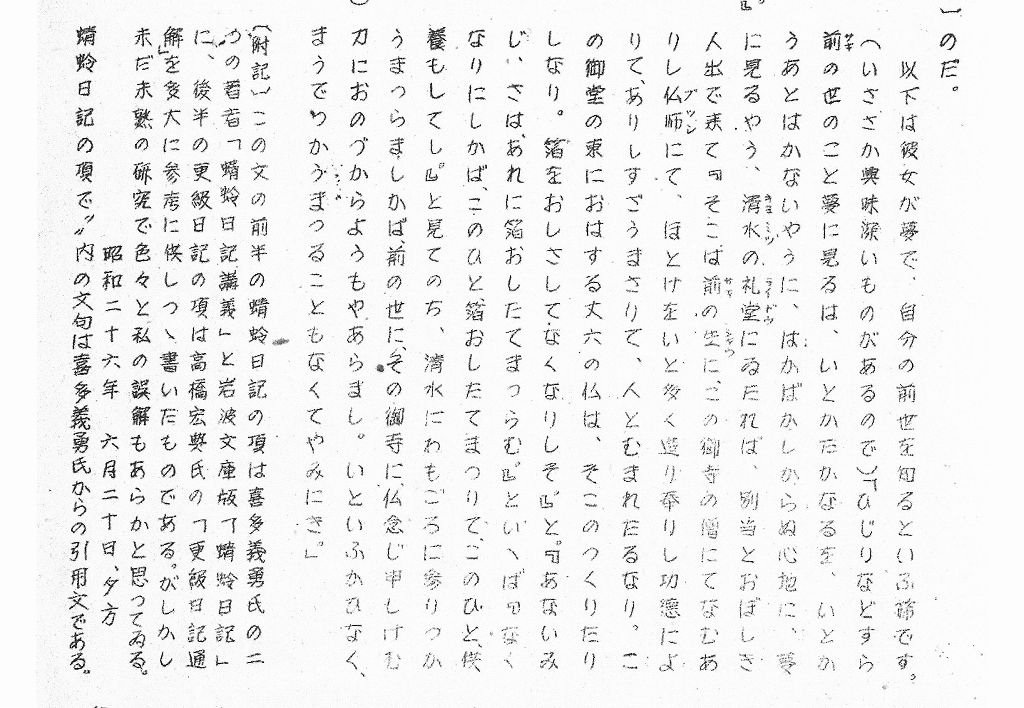 のだ。
以下は彼女が夢で、自分の前世を知るといふ節です。
(いささか興味深いものがあるので)「ひじりなどすら
前の世のこと夢に見るは、いとかたかなるを、いとか
うあとはかないやうに、はかばかしからぬ心地に、夢
に見るやう、清水の礼堂にゐたれば、別当とおぼしき
人出で来て『そこは前の生にこの御寺の僧にてなむあ
りし仏師にて、ほとけをいと多く造り奉りし功徳によ
りて、ありしすざうまさりて、人とむまれたるなり。こ
の御堂の東におはする丈六の仏は、そこのつくりたり
しなり。箔をおしさしてなくなりしそ』と。『あないみ
じ、さは、あれに箔おしたてまつらむ』といへば『なく
なりにしかば、このひと箔おしたてまつりて、このひと、供
養もしてし』と見てのち、清水にねもごろに参りつか
うまつらましかば、前の世に、その御寺に仏念じ申しけむ
力におのづからようもやあらまし。いといふかひなく、
まうでつかうまつることもなくてやみにき。」
(附記)この文の前半の蜻蛉日記の項は喜多義勇氏の二
つの著者「蜻蛉日記講義」と岩波文庫版「蜻蛉日記」
に、後半の更級日記の項は高橋宏典氏の「更級日記通
解」を多大に参考に供しつゝ書いたものである。がしかし
未だ未熟の研究で色々と私の誤解もあらかと思つてゐる。
昭和二十六年 六月二十日、夕方
蜻蛉日記の項で〃〃内の文句は喜多義勇氏からの引用文である。